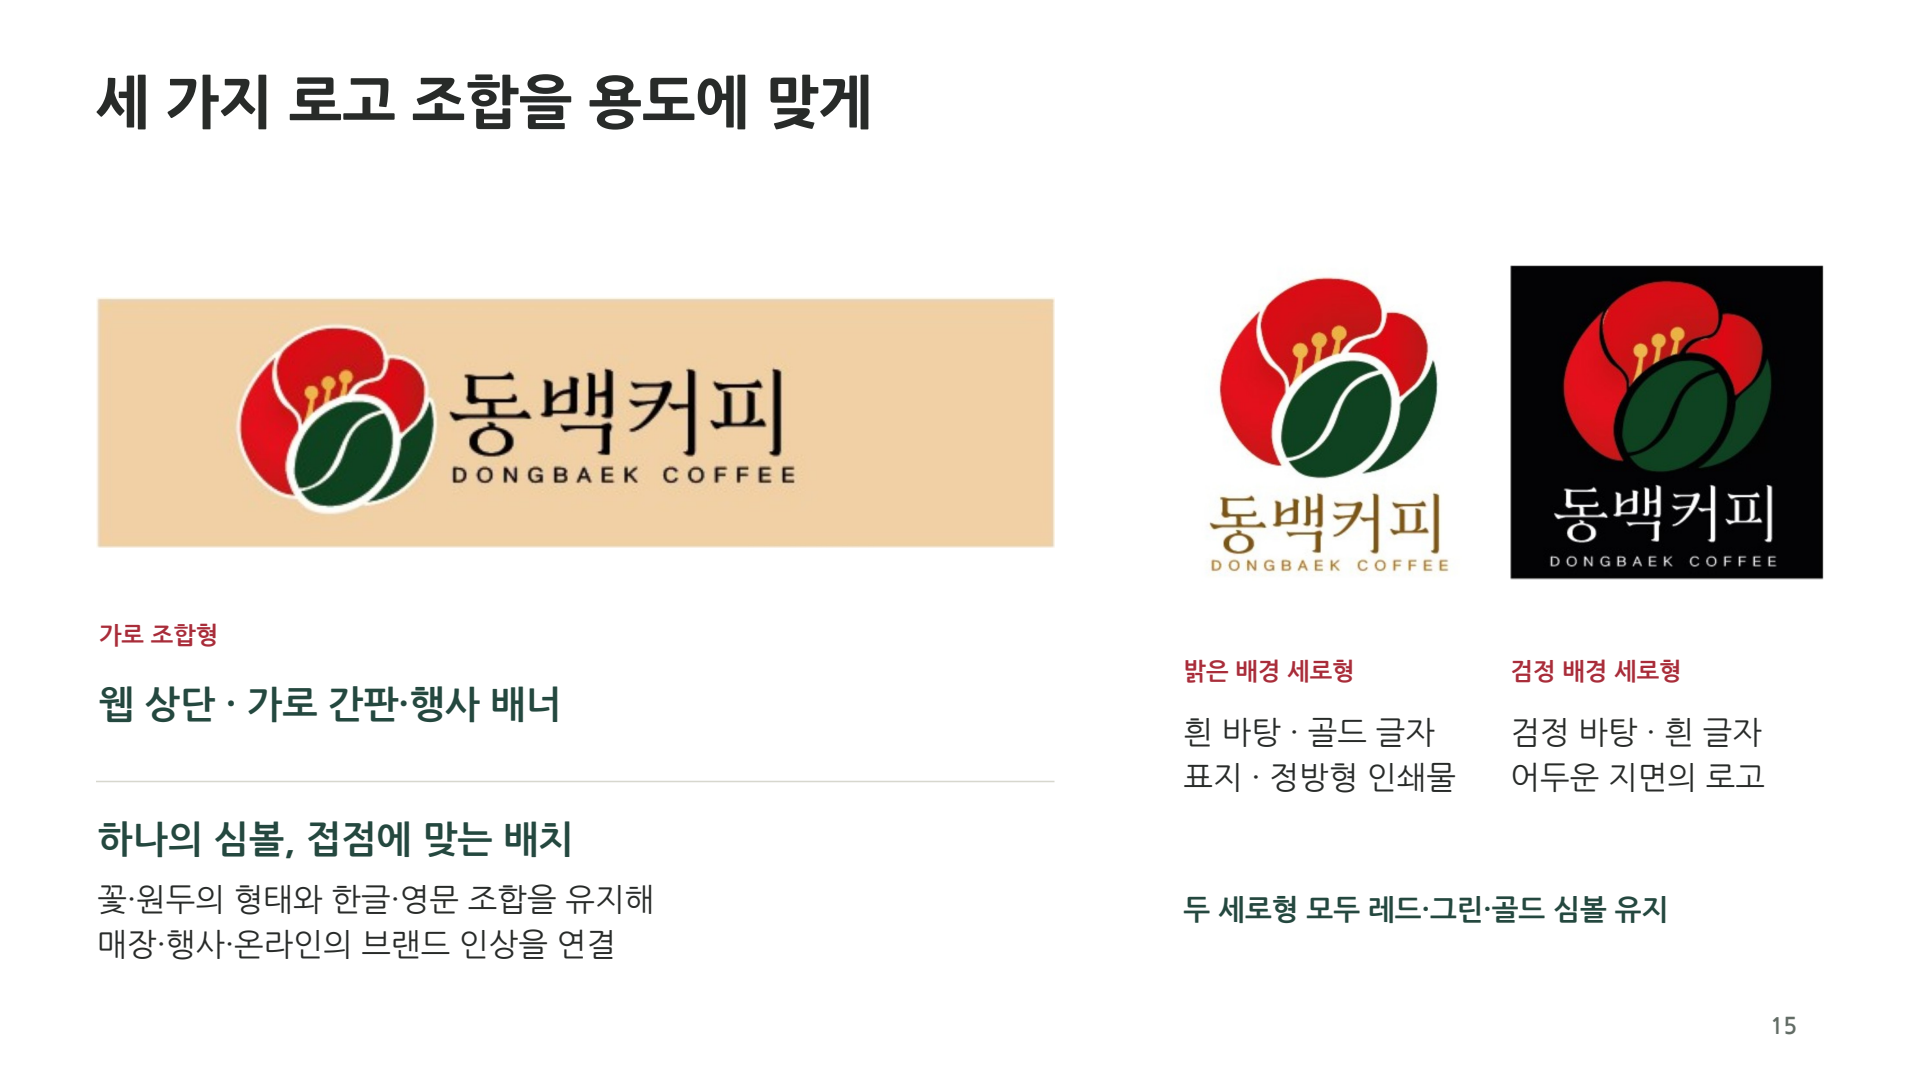 세 가지 로고 조합을 용도에 맞게
동백커피
DONGBAEK COFFEE
가로 조합형
웹 상단 · 가로 간판·행사 배너
하나의 심볼, 접점에 맞는 배치
꽃·원두의 형태와 한글·영문 조합을 유지해
매장·행사·온라인의 브랜드 인상을 연결
동백커피
DONGBAEK COFFEE
밝은 배경 세로형
흰 바탕 · 골드 글자
표지 · 정방형 인쇄물
동백커피
DONGBAEK COFFEE
검정 배경 세로형
검정 바탕 · 흰 글자
어두운 지면의 로고
두 세로형 모두 레드·그린·골드 심볼 유지
15